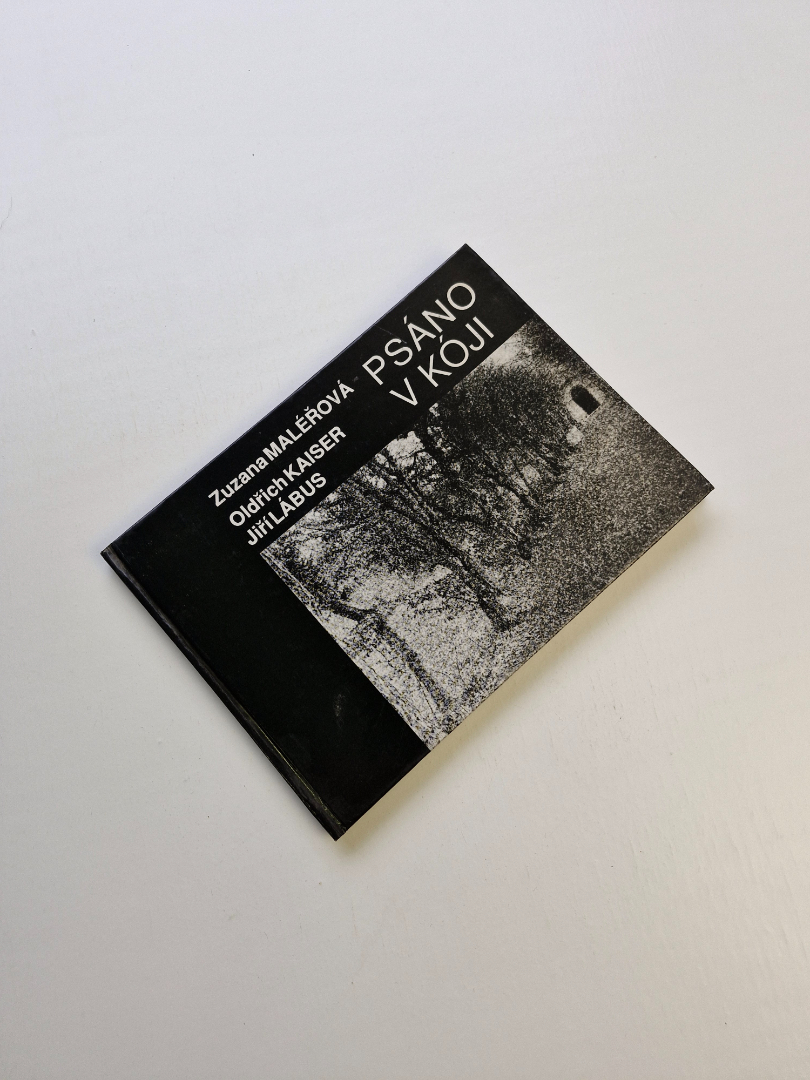 Zuzana MALÉŘOVÁ
Oldřich KAISER
Jiří LÁBUS
PSÁNO
V KÓJI